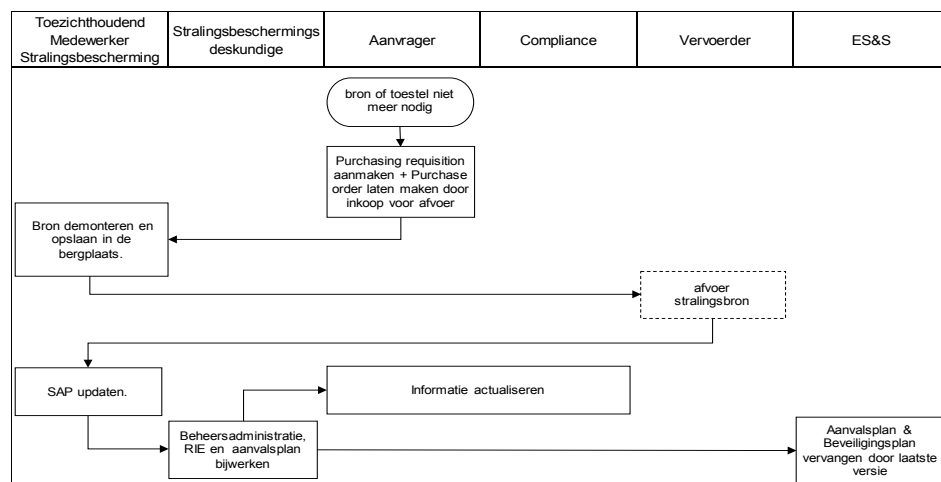 Toezichthoudend
Medewerker
Stralingsbescherming
Stralingsbeschermings
deskundige
Aanvrager
Compliance
Vervoerder
ES&S
bron of toestel niet
meer nodig
Purchasing requisition
aanmaken + Purchase
order laten maken door
inkoop voor afvoer
Bron demonteren en
opslaan in de
bergplaats.
afvoer
stralingsbron
SAP updaten.
Informatie actualiseren
Beheersadministratie,
RIE en aanvalsplan
bijwerken
Aanvalsplan &
Beveiligingsplan
vervangen door laatste
versie